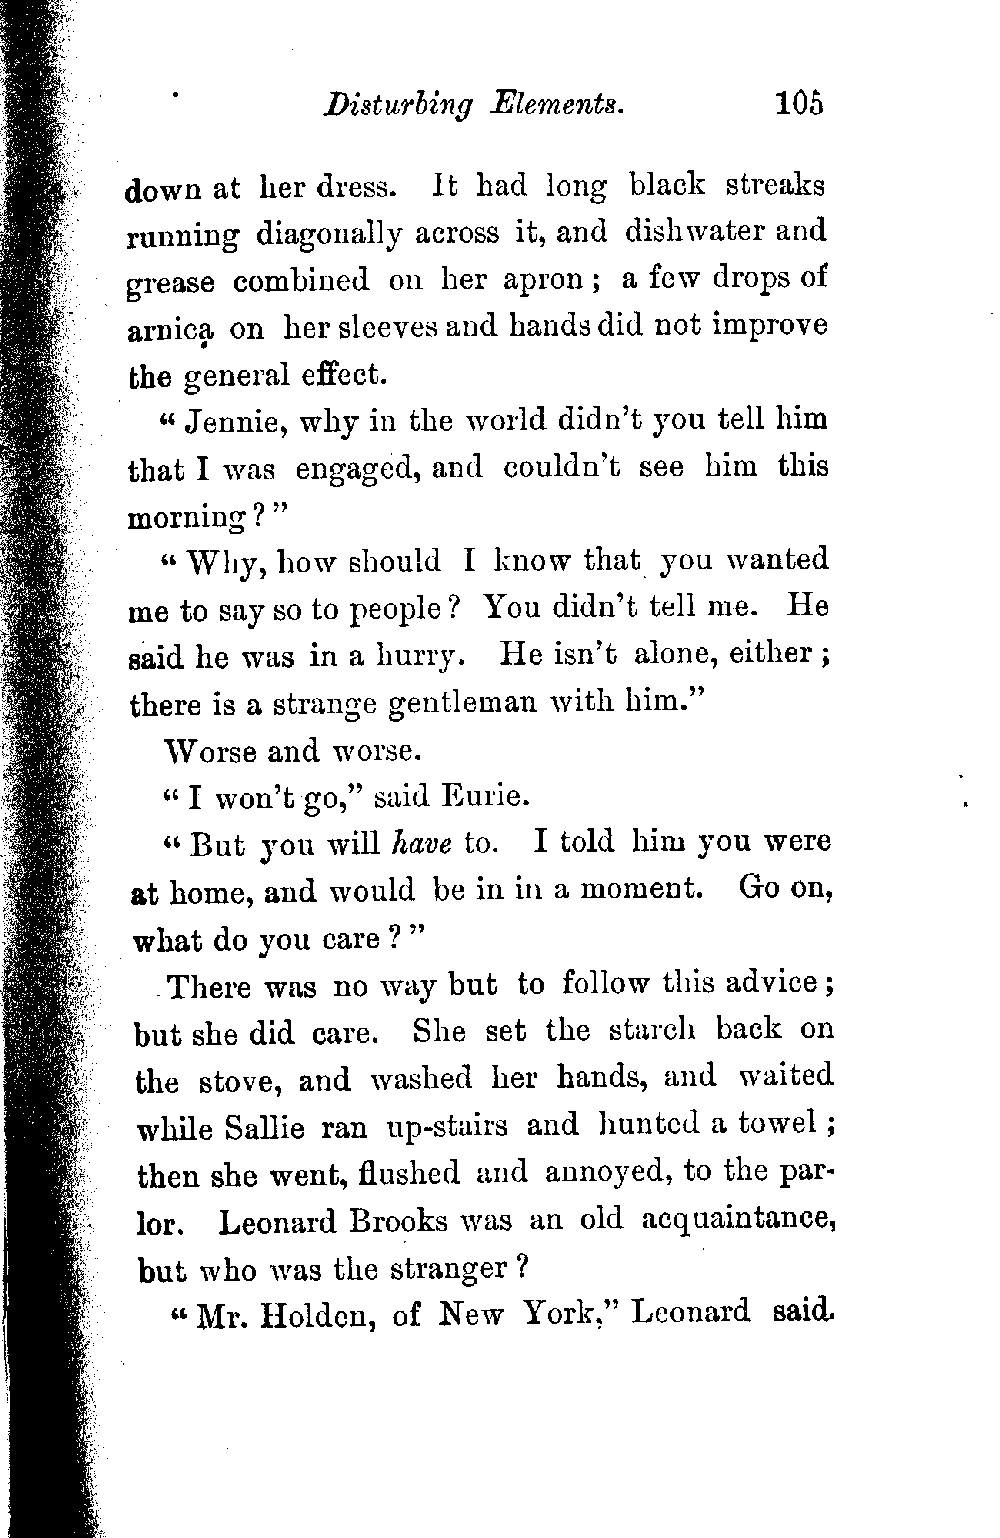 Disturbing Elements. 105
down at her dress. It had long black streaks
running diagonally across it, and dishwater and
grease combined on her apron; a few drops of
arnica on her sleeves and hands did not improve
the general effect.
"Jennie, why in the world didn't you tell him
that I was engaged, and couldn't see him this
morning?"
"Why, how should I know that you wanted
me to say so to people? You didn't tell me. He
said he was in a hurry. He isn't alone, either;
there is a strange gentleman with him."
Worse and worse.
"I won't go," said Eurie.
"But you will have to. I told him you were
at home, and would be in in a moment. Go on,
what do you care?"
There was no way but to follow this advice;
but she did care. She set the starch back on
the stove, and washed her hands, and waited
while Sallie ran up-stairs and hunted a towel;
then she went, flushed and annoyed, to the par-
lor. Leonard Brooks was an old acquaintance,
but who was the stranger?
"Mr. Holden, of New York," Leonard said.